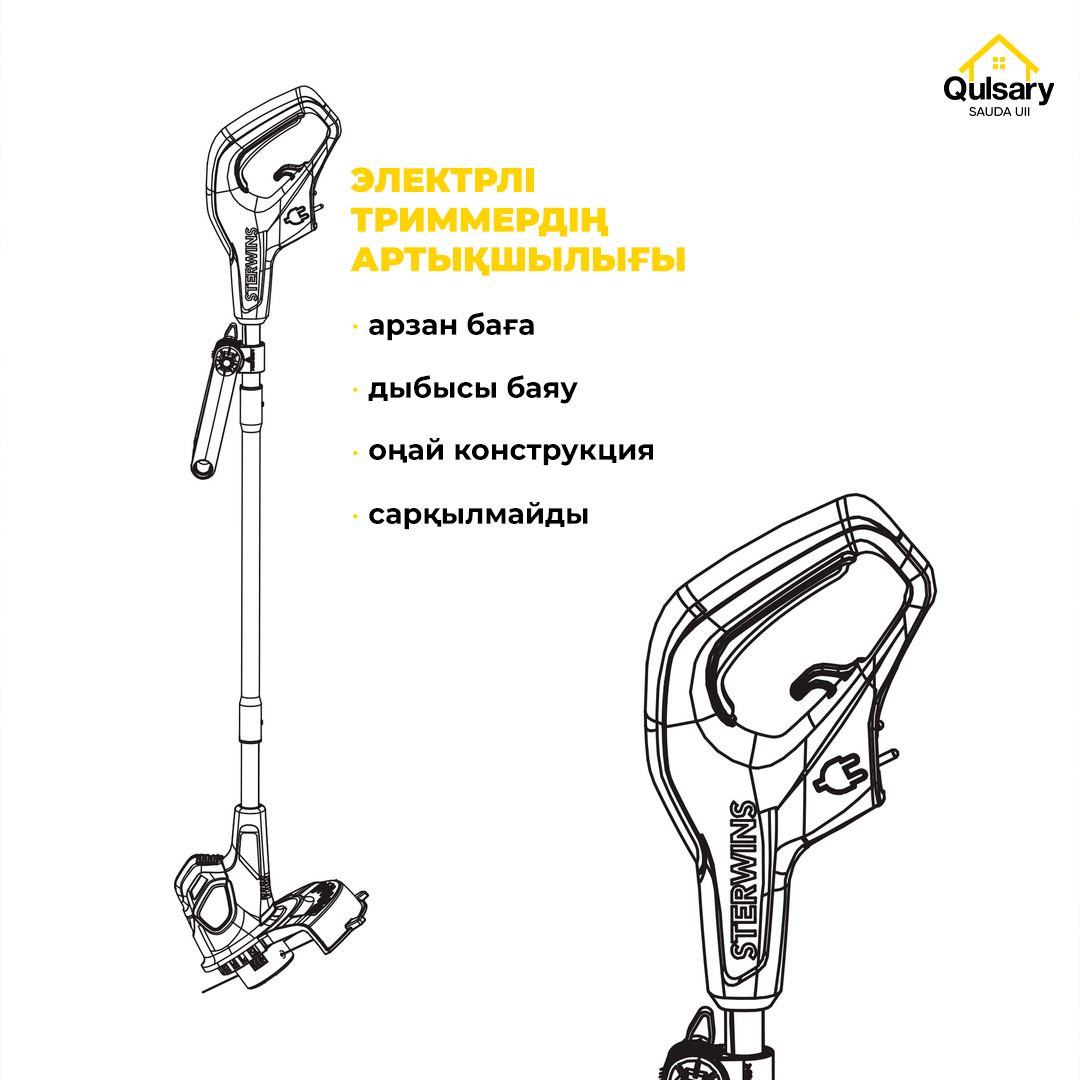 Qulsary
SAUDA UII
ЭЛЕКТРЛІ
ТРИММЕРДІҢ
АРТЫҚШЫЛЫҒЫ
· арзан баға
· дыбысы баяу
· оңай конструкция
· сарқылмайды
STERWINS
STERWINS